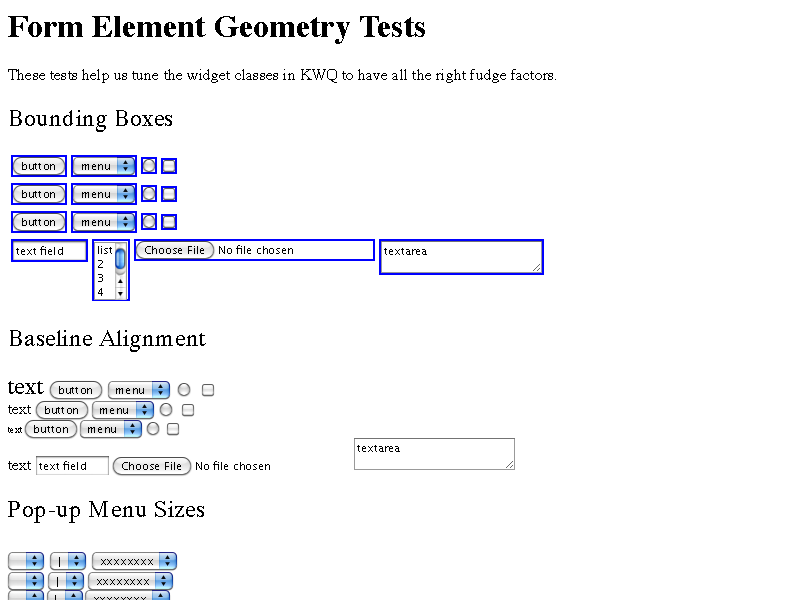 Form Element Geometry Tests
These tests help us tune the widget classes in KWQ to have all the right fudge factors.
Bounding Boxes
button menu
button menu
button menu
text field list Choose File No file chosen textarea
2
3
4
Baseline Alignment
text button menu
text button menu
text button menu
textarea
text text field Choose File No file chosen
Pop-up Menu Sizes
| xxxxxxxx
| xxxxxxxx
| xxxxxxxx